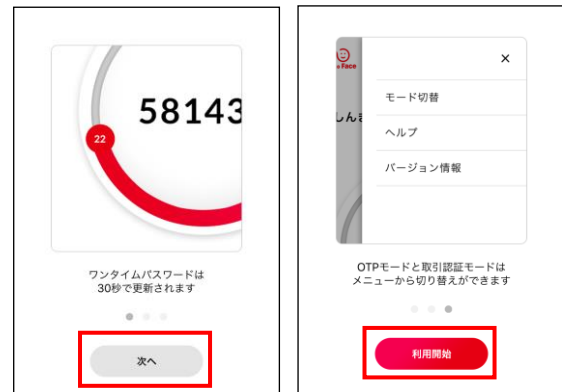 58143
22
ワンタイムパスワードは
30秒で更新されます
次へ
Face
×
モード切替
ヘルプ
バージョン情報
OTPモードと取引認証モードは
メニューから切り替えができます
利用開始